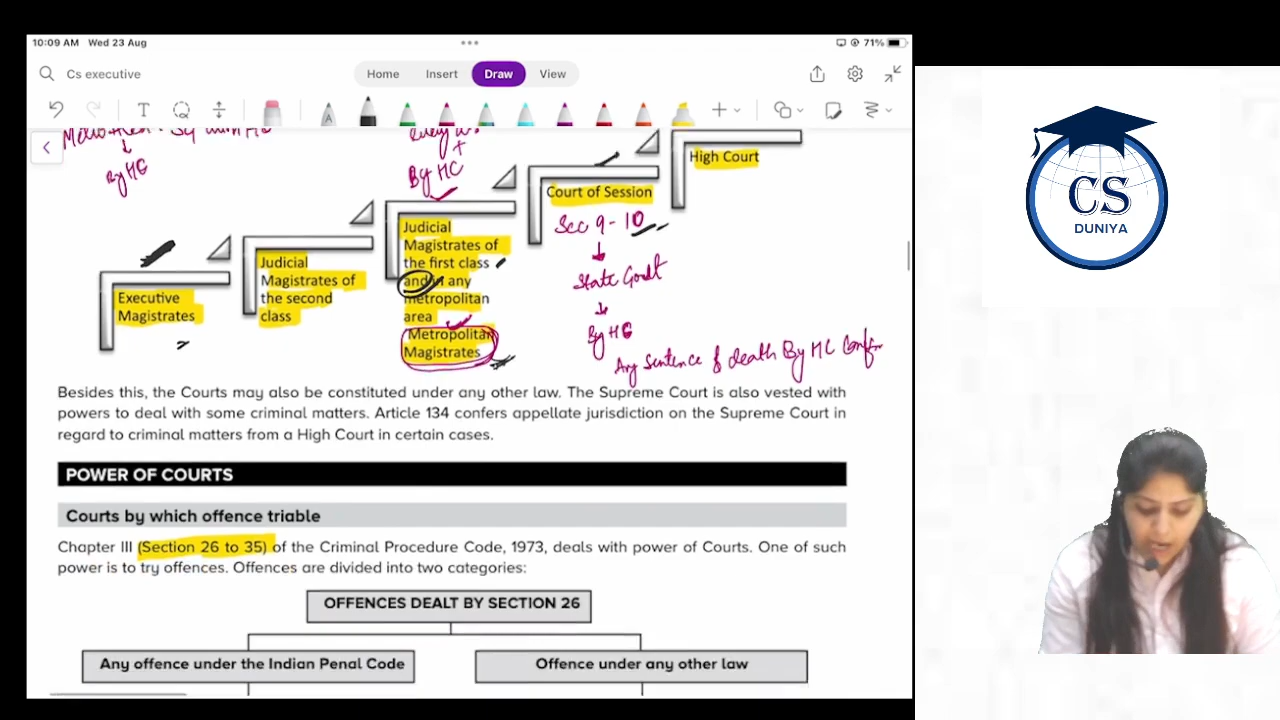 10:09 AM Wed 23 Aug
71%
Cs executive
Home Insert Draw View
By HC
+
By HC
High Court
Court of Session
Sec 9 - 10
State Govt
By HC
Any Sentence of death By HC Confirm
Judicial
Magistrates of
the first class
and in any
metropolitan
area
Metropolitan
Magistrates
Judicial
Magistrates of
the second
class
Executive
Magistrates
Besides this, the Courts may also be constituted under any other law. The Supreme Court is also vested with
powers to deal with some criminal matters. Article 134 confers appellate jurisdiction on the Supreme Court in
regard to criminal matters from a High Court in certain cases.
POWER OF COURTS
Courts by which offence triable
Chapter III (Section 26 to 35) of the Criminal Procedure Code, 1973, deals with power of Courts. One of such
power is to try offences. Offences are divided into two categories:
OFFENCES DEALT BY SECTION 26
Any offence under the Indian Penal Code
Offence under any other law
CS
DUNIYA